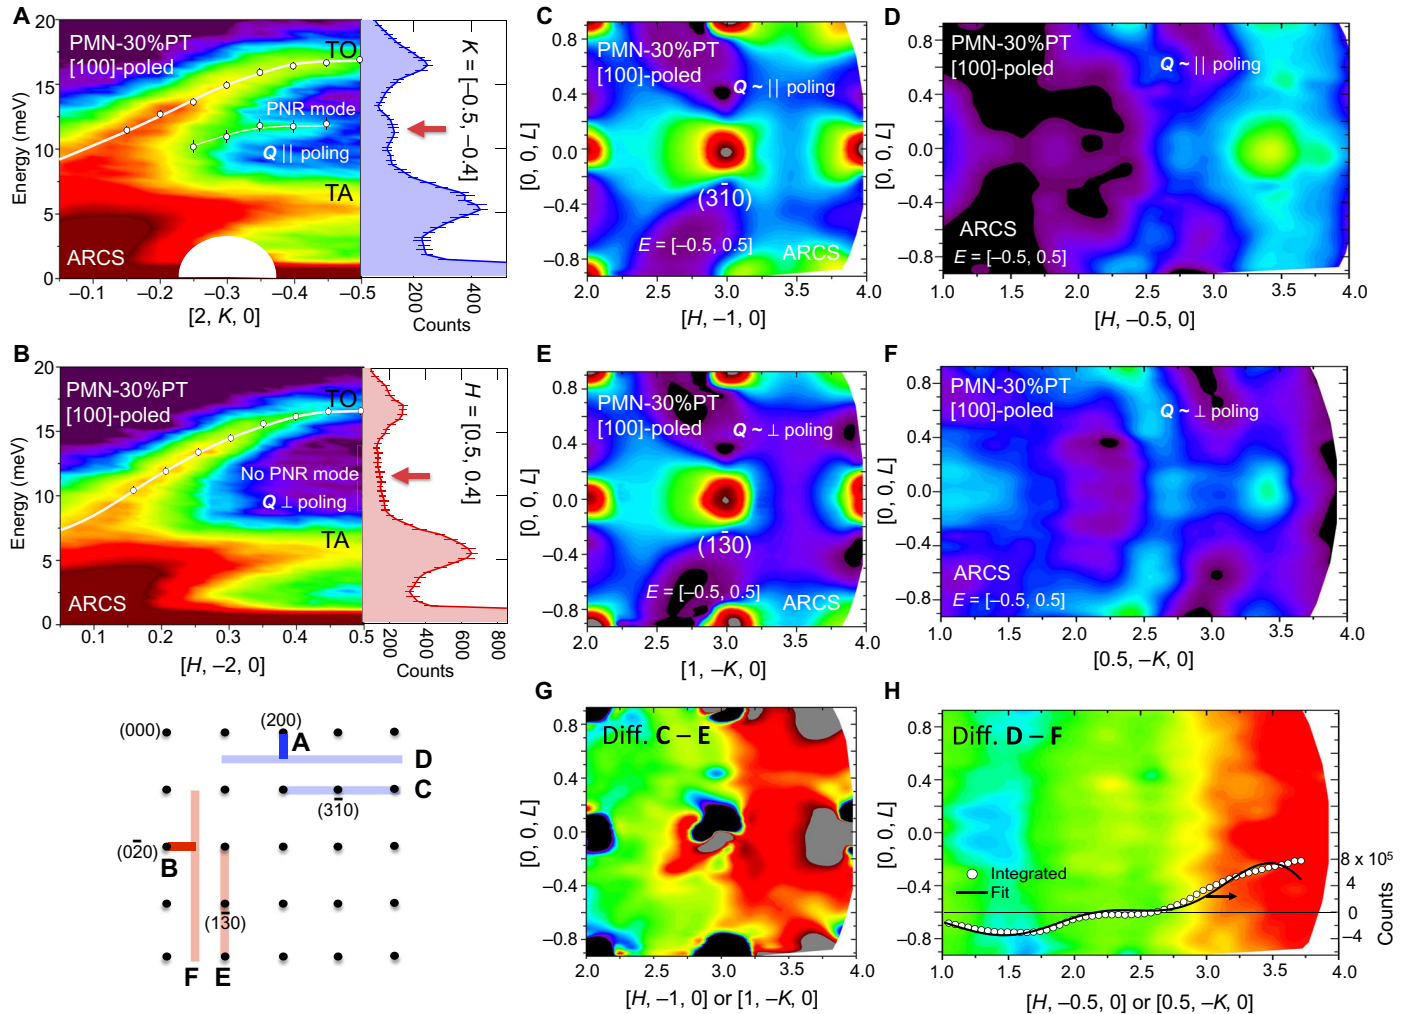 A
20
15
10
5
0
Energy (meV)
PMN-30%PT
[100]-poled
TO
PNR mode
Q || poling
TA
ARCS
–0.1
–0.2
–0.3
–0.4
–0.5
[2, K, 0]
K = [–0.5, –0.4]
200
400
Counts
B
20
15
10
5
0
Energy (meV)
PMN-30%PT
[100]-poled
TO
No PNR mode
Q ⊥ poling
TA
ARCS
0.1
0.2
0.3
0.4
0.5
[H, –2, 0]
H = [0.5, 0.4]
200
400
600
800
Counts
C
0.8
0.4
0.0
–0.4
–0.8
[0, 0, L]
PMN-30%PT
[100]-poled
Q ~ || poling
(31̄0)
E = [–0.5, 0.5]
ARCS
2.0
2.5
3.0
3.5
4.0
[H, –1, 0]
D
0.8
0.4
0.0
–0.4
–0.8
[0, 0, L]
PMN-30%PT
[100]-poled
Q ~ || poling
ARCS
E = [–0.5, 0.5]
1.0
1.5
2.0
2.5
3.0
3.5
4.0
[H, –0.5, 0]
E
0.8
0.4
0.0
–0.4
–0.8
[0, 0, L]
PMN-30%PT
[100]-poled
Q ~ ⊥ poling
(13̄0)
E = [–0.5, 0.5]
ARCS
2.0
2.5
3.0
3.5
4.0
[1, –K, 0]
F
0.8
0.4
0.0
–0.4
–0.8
[0, 0, L]
PMN-30%PT
[100]-poled
Q ~ ⊥ poling
ARCS
E = [–0.5, 0.5]
1.0
1.5
2.0
2.5
3.0
3.5
4.0
[0.5, –K, 0]
(000)
(200)
A
D
C
(31̄0)
(02̄0)
B
(13̄0)
F
E
G
0.8
0.4
0.0
–0.4
–0.8
[0, 0, L]
Diff. C – E
2.0
2.5
3.0
3.5
4.0
[H, –1, 0] or [1, –K, 0]
H
0.8
0.4
0.0
–0.4
–0.8
[0, 0, L]
Diff. D – F
Integrated
Fit
8 x 10⁵
4
0
–4
Counts
1.0
1.5
2.0
2.5
3.0
3.5
4.0
[H, –0.5, 0] or [0.5, –K, 0]